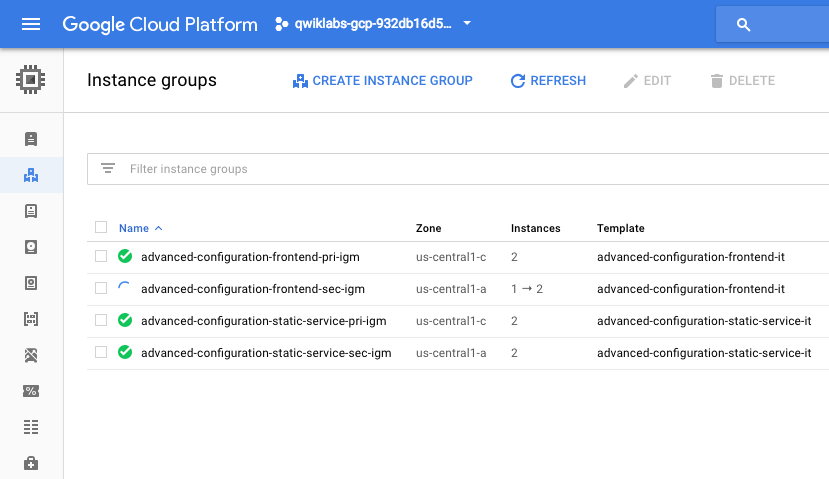 Google Cloud Platform qwiklabs-gcp-932db16d5...
Instance groups CREATE INSTANCE GROUP REFRESH EDIT DELETE
Filter instance groups
Name Zone Instances Template
advanced-configuration-frontend-pri-igm us-central1-c 2 advanced-configuration-frontend-it
advanced-configuration-frontend-sec-igm us-central1-a 1 → 2 advanced-configuration-frontend-it
advanced-configuration-static-service-pri-igm us-central1-c 2 advanced-configuration-static-service-it
advanced-configuration-static-service-sec-igm us-central1-a 2 advanced-configuration-static-service-it